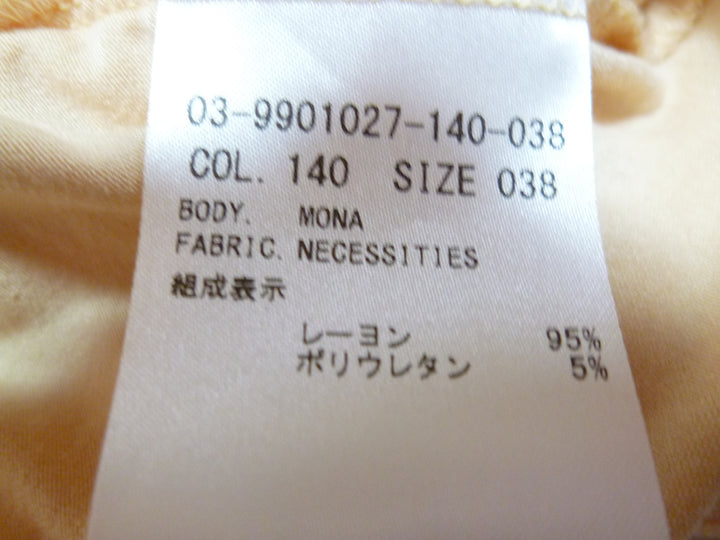 03-9901027-140-038
COL. 140 SIZE 038
BODY. MONA
FABRIC. NECESSITIES
組成表示
レーヨン 95%
ポリウレタン 5%